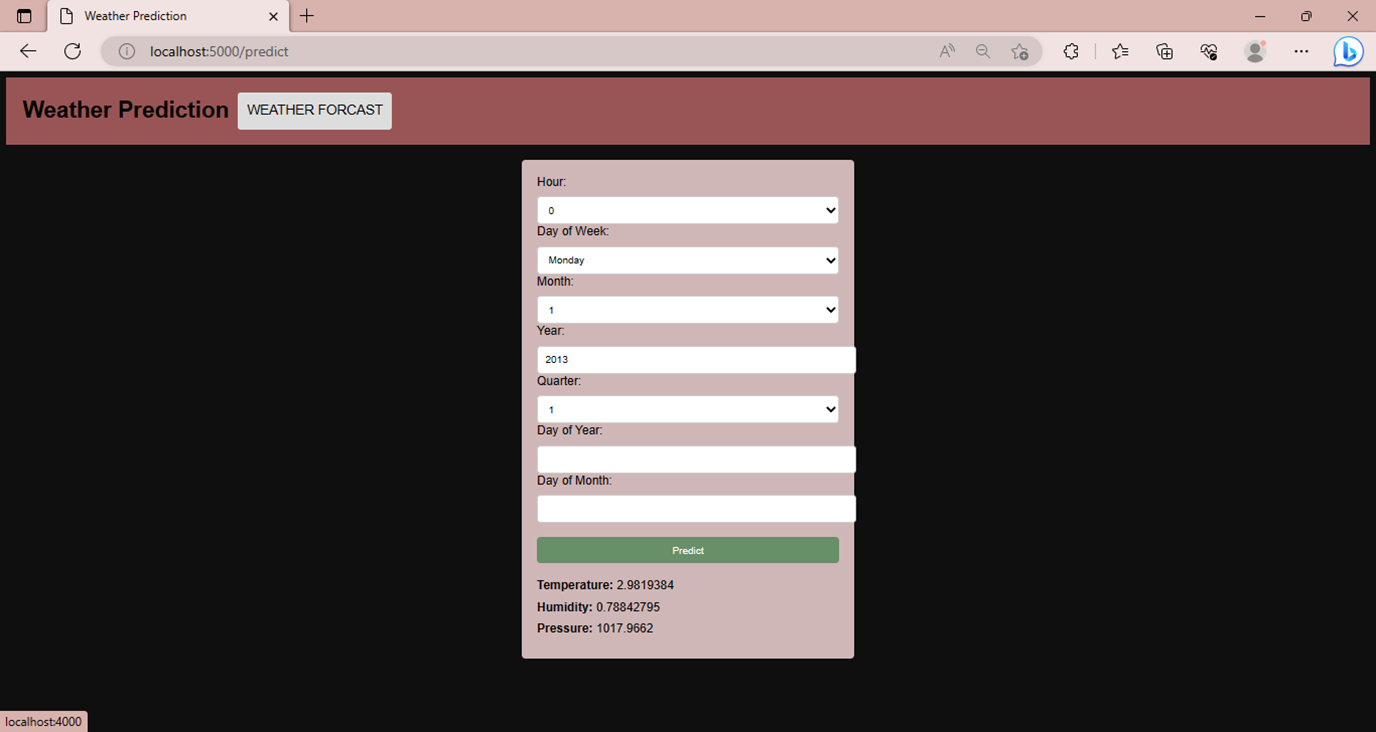 Weather Prediction
localhost:5000/predict
Weather Prediction WEATHER FORCAST
Hour:
0
Day of Week:
Monday
Month:
1
Year:
2013
Quarter:
1
Day of Year:
Day of Month:
Predict
Temperature: 2.9819384
Humidity: 0.78842795
Pressure: 1017.9662
localhost:4000